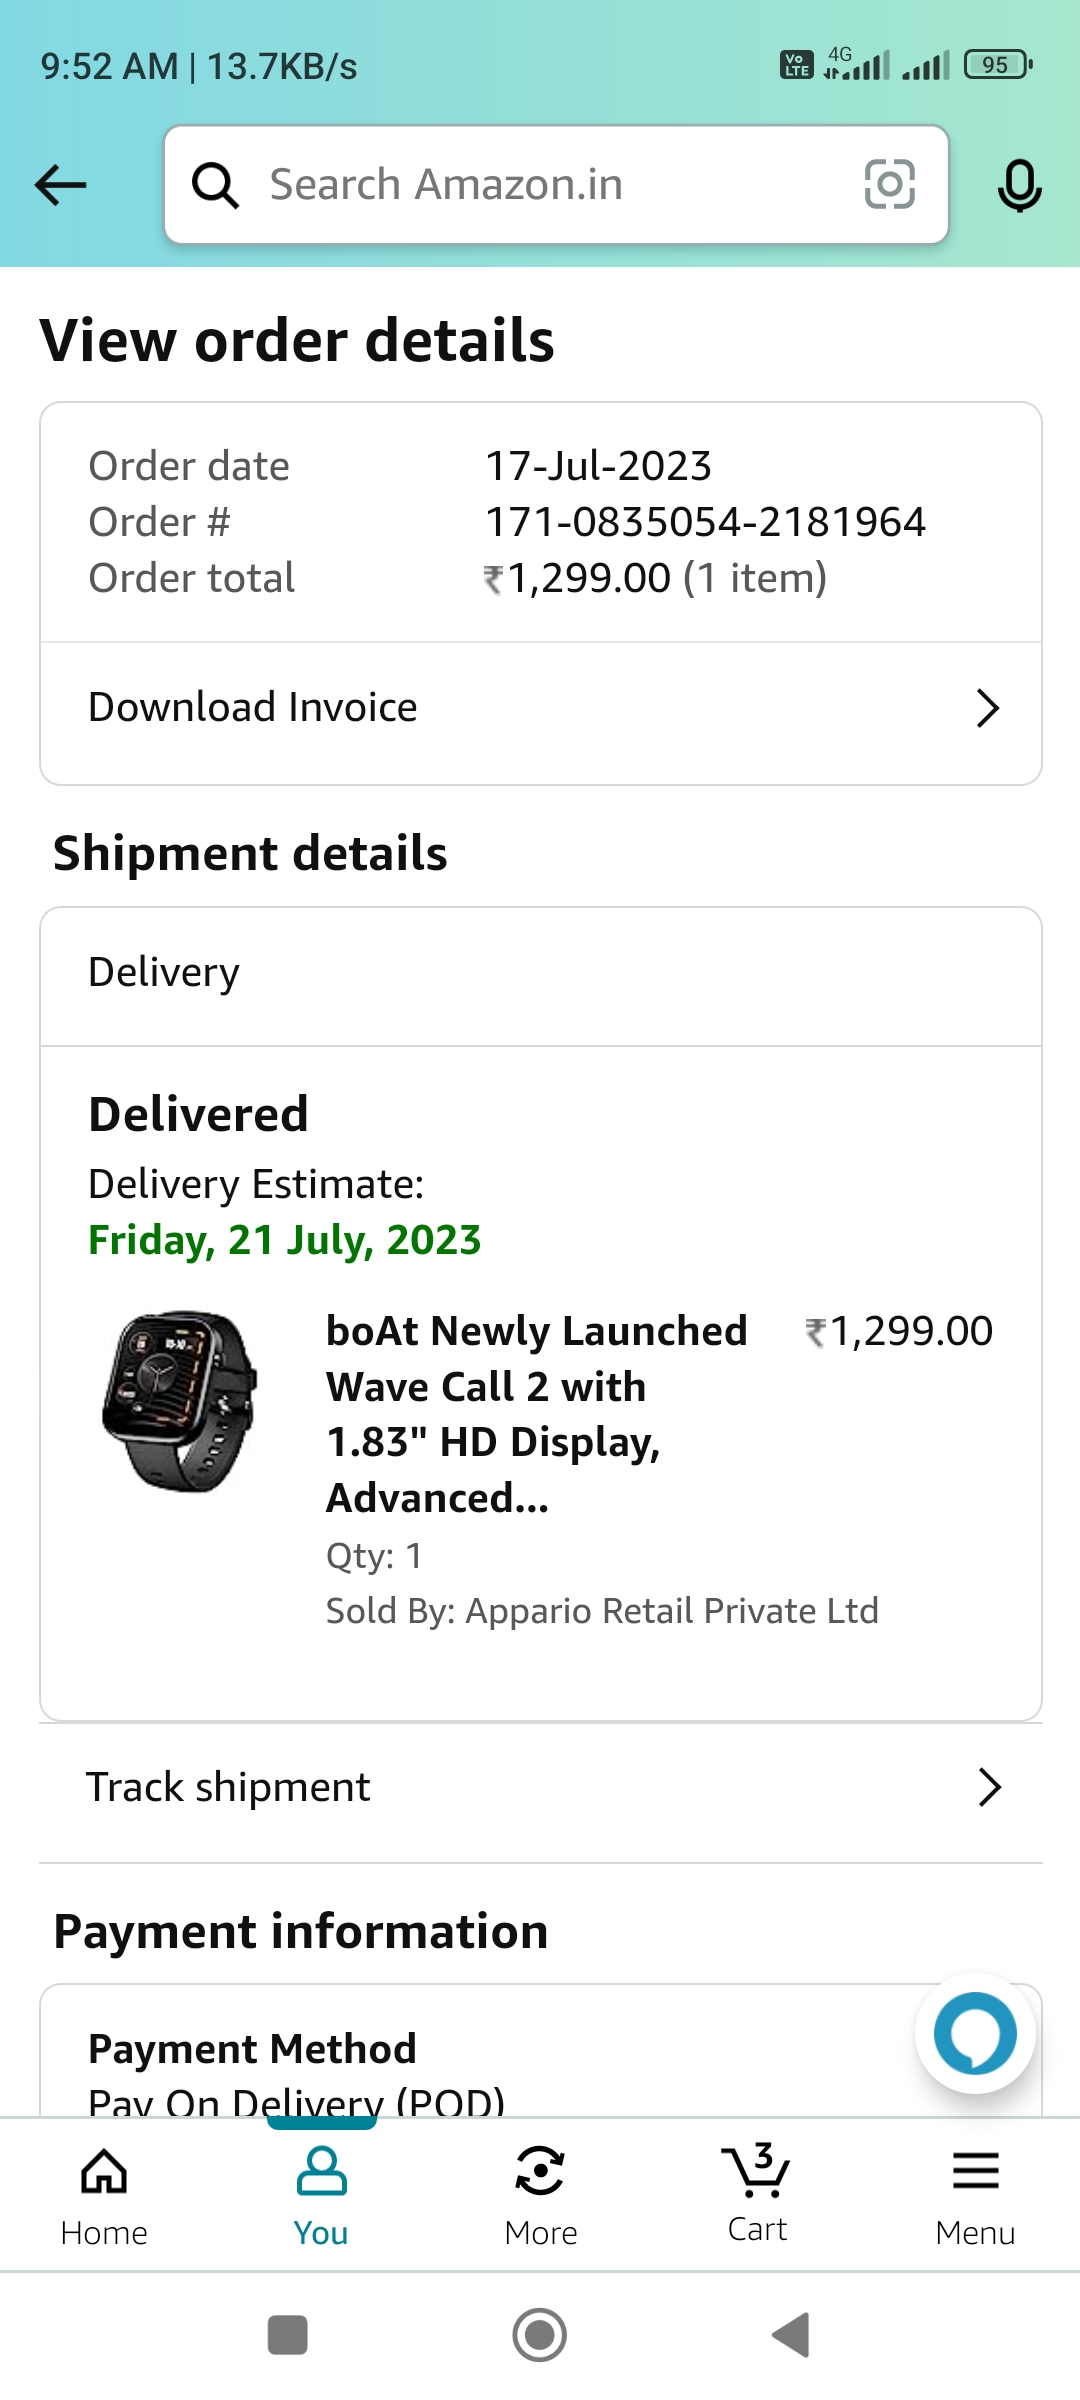 9:52 AM | 13.7KB/s
Vo LTE 4G 95
Search Amazon.in
View order details
Order date 17-Jul-2023
Order # 171-0835054-2181964
Order total ₹1,299.00 (1 item)
Download Invoice
Shipment details
Delivery
Delivered
Delivery Estimate:
Friday, 21 July, 2023
boAt Newly Launched ₹1,299.00
Wave Call 2 with
1.83" HD Display,
Advanced...
Qty: 1
Sold By: Appario Retail Private Ltd
Track shipment
Payment information
Payment Method
Pay On Delivery (POD)
3
Home You More Cart Menu